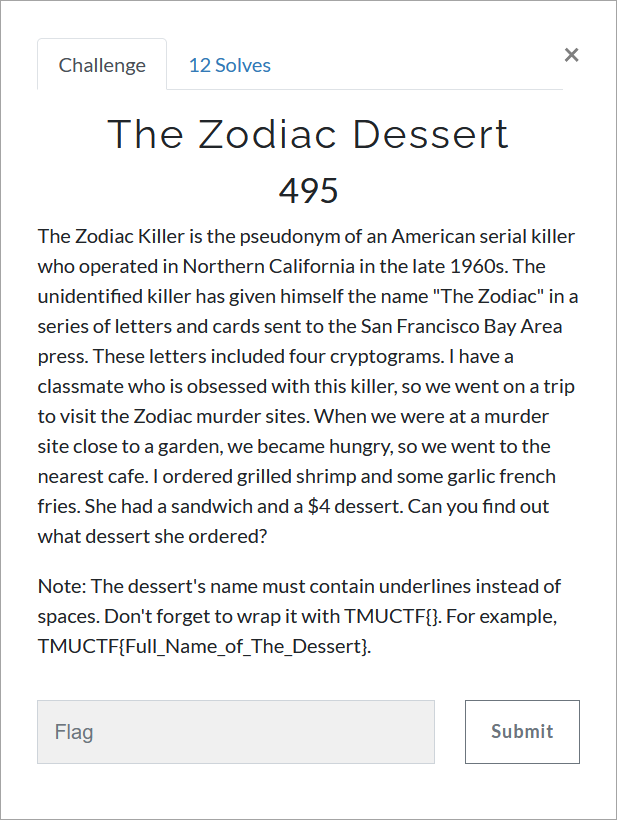 Challenge
12 Solves
×
The Zodiac Dessert
495
The Zodiac Killer is the pseudonym of an American serial killer
who operated in Northern California in the late 1960s. The
unidentified killer has given himself the name "The Zodiac" in a
series of letters and cards sent to the San Francisco Bay Area
press. These letters included four cryptograms. I have a
classmate who is obsessed with this killer, so we went on a trip
to visit the Zodiac murder sites. When we were at a murder
site close to a garden, we became hungry, so we went to the
nearest cafe. I ordered grilled shrimp and some garlic french
fries. She had a sandwich and a $4 dessert. Can you find out
what dessert she ordered?
Note: The dessert's name must contain underlines instead of
spaces. Don't forget to wrap it with TMUCTF{}. For example,
TMUCTF{Full_Name_of_The_Dessert}.
Flag
Submit